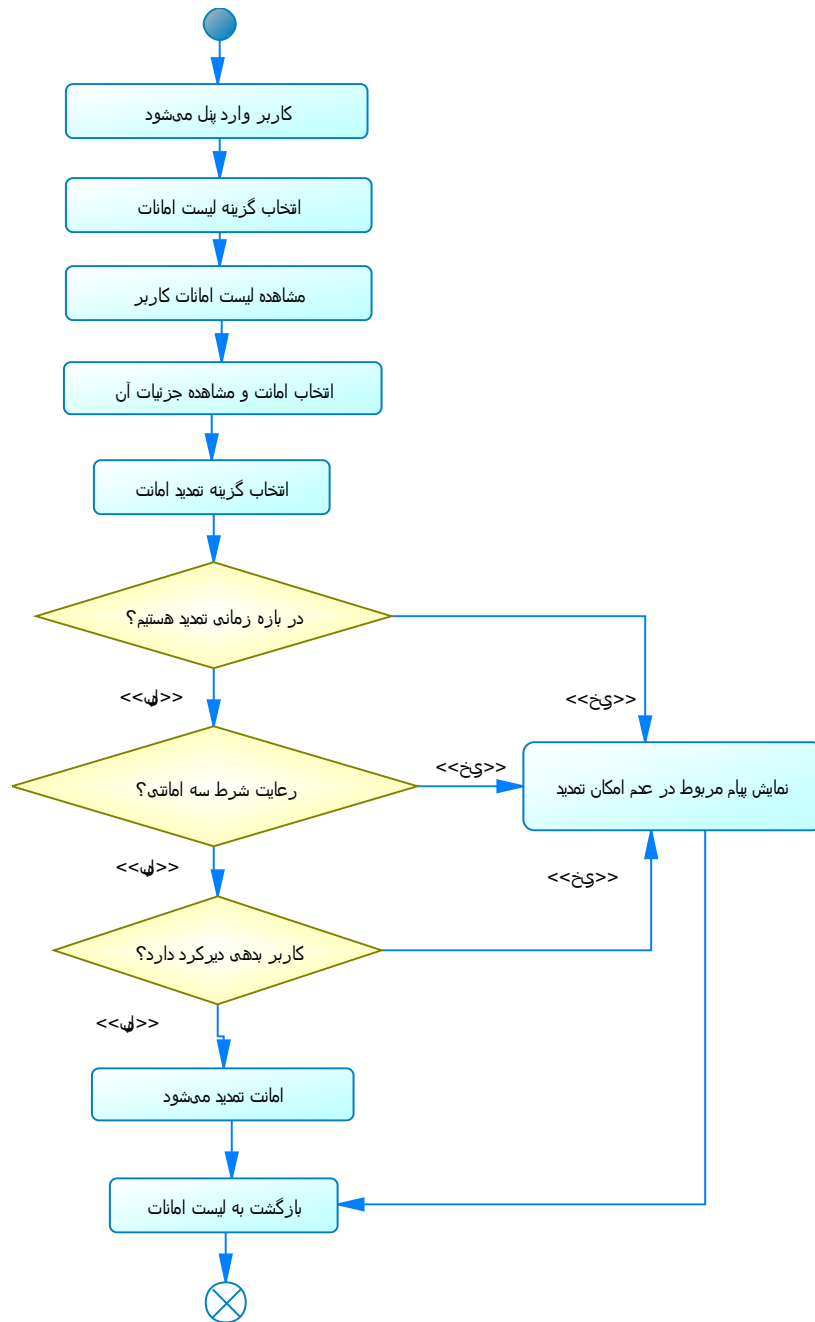 کاربر وارد پنل می‌شود
انتخاب گزینه لیست امانات
مشاهده لیست امانات کاربر
انتخاب امانت و مشاهده جزئیات آن
انتخاب گزینه تمدید امانت
در بازه زمانی تمدید هستیم؟
<<بله>>
<<خیر>>
رعایت شرط سه امانتی؟
<<خیر>>
نمایش پیام مربوط در عدم امکان تمدید
<<بله>>
<<خیر>>
کاربر بدهی دیرکرد دارد؟
<<بله>>
امانت تمدید می‌شود
بازگشت به لیست امانات